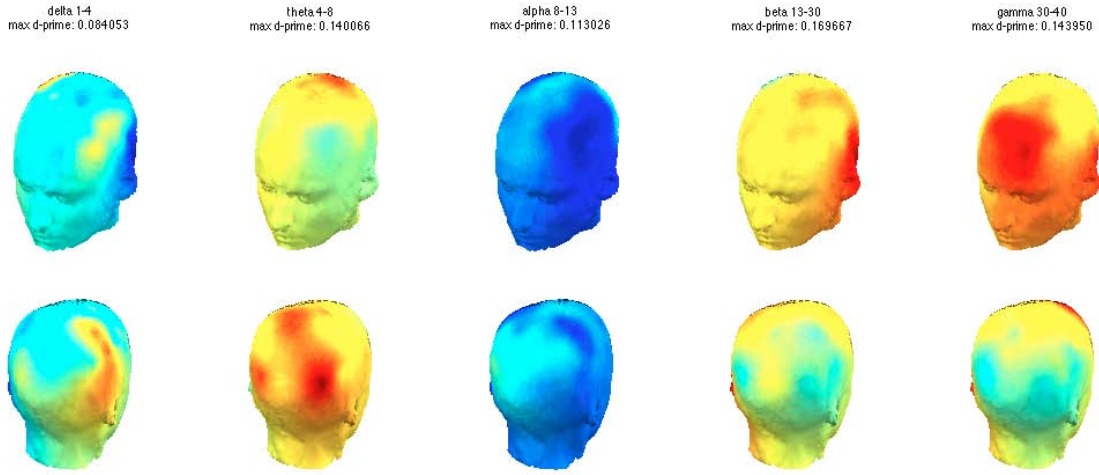 delta 1-4
max d-prime: 0.084053
theta 4-8
max d-prime: 0.140066
alpha 8-13
max d-prime: 0.113026
beta 13-30
max d-prime: 0.169667
gamma 30-40
max d-prime: 0.143950